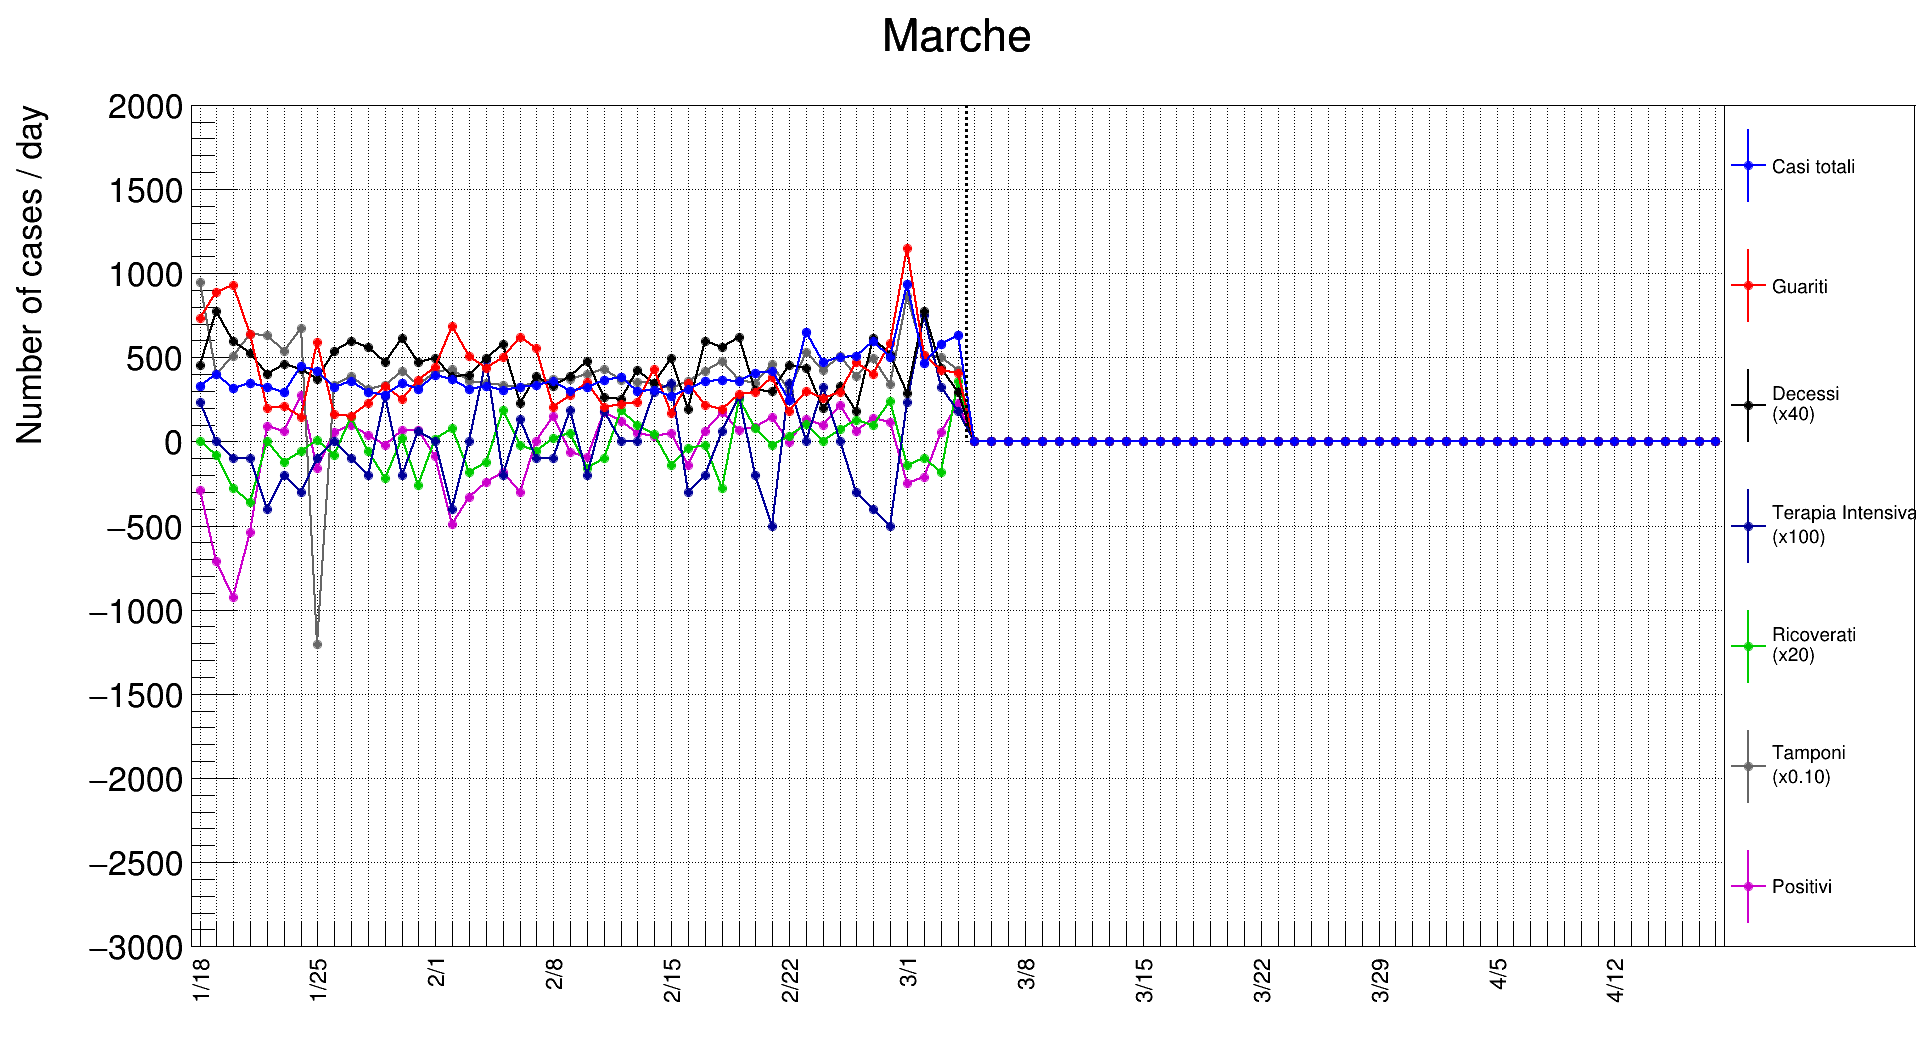 Marche
Number of cases / day
2000
1500
1000
500
0
−500
−1000
−1500
−2000
−2500
−3000
1/18
1/25
2/1
2/8
2/15
2/22
3/1
3/8
3/15
3/22
3/29
4/5
4/12
Casi totali
Guariti
Decessi
(x40)
Terapia Intensiva
(x100)
Ricoverati
(x20)
Tamponi
(x0.10)
Positivi